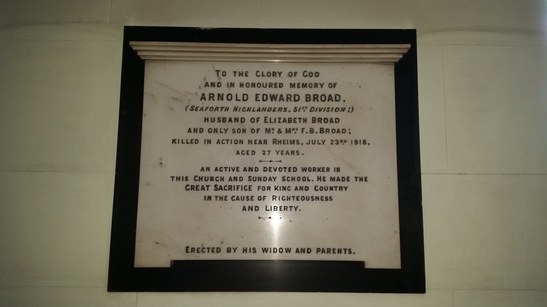 To the Glory of God
and in honoured memory of
ARNOLD EDWARD BROAD,
(Seaforth Highlanders, 51st Division;)
husband of Elizabeth Broad
and only son of Mr & Mrs F.B. Broad;
killed in action near Rheims, July 23rd 1918,
aged 27 years.
an active and devoted worker in
this Church and Sunday School. He made the
Great Sacrifice for King and Country
in the cause of Righteousness
and Liberty.
Erected by his widow and parents.